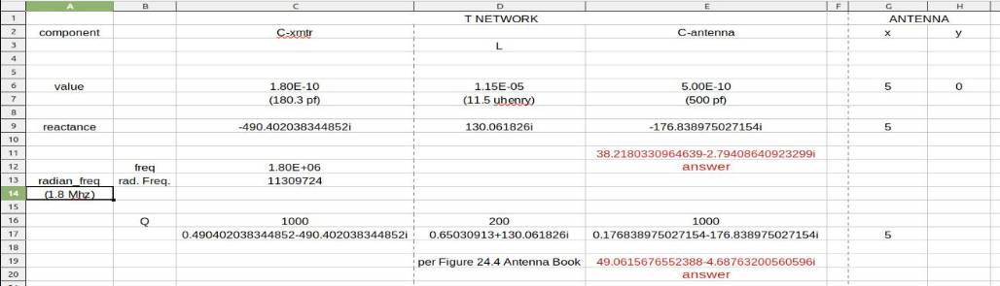 A B C D E F G H
1 T NETWORK ANTENNA
2 component C-xmtr C-antenna x y
3 L
4
5
6 value 1.80E-10 1.15E-05 5.00E-10 5 0
7 (180.3 pf) (11.5 uhenry) (500 pf)
8
9 reactance -490.402038344852i 130.061826i -176.838975027154i 5
10
11 38.2180330964639-2.79408640923299i
12 freq 1.80E+06 answer
13 radian_freq rad. Freq. 11309724
14 (1.8 Mhz)
15
16 Q 1000 200 1000
17 0.490402038344852-490.402038344852i 0.65030913+130.061826i 0.176838975027154-176.838975027154i 5
18
19 per Figure 24.4 Antenna Book 49.0615676552388-4.68763200560596i
20 answer